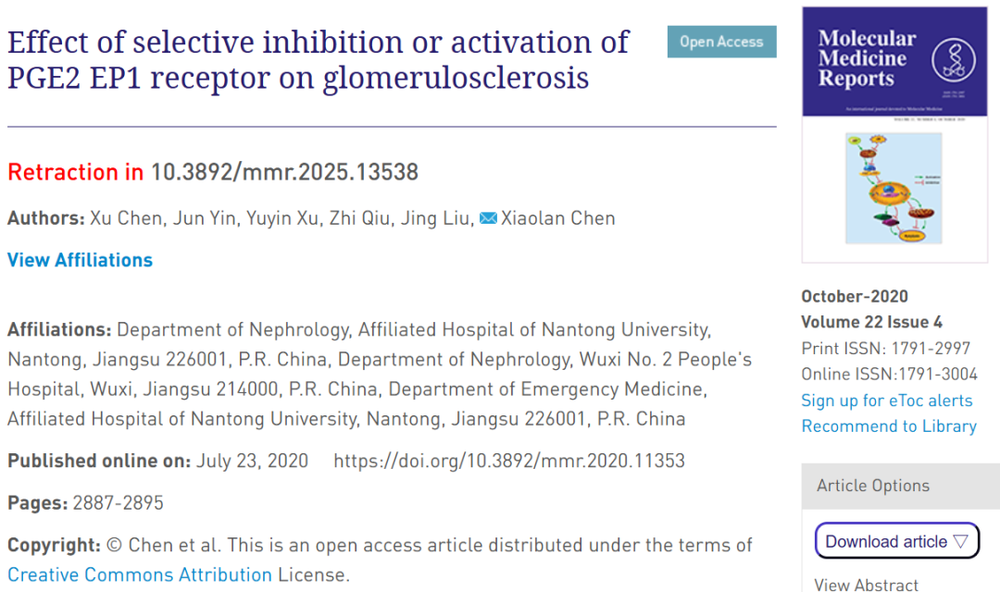 Effect of selective inhibition or activation of
PGE2 EP1 receptor on glomerulosclerosis
Open Access
Retraction in 10.3892/mmr.2025.13538
Authors: Xu Chen, Jun Yin, Yuyin Xu, Zhi Qiu, Jing Liu, Xiaolan Chen
View Affiliations
Affiliations: Department of Nephrology, Affiliated Hospital of Nantong University,
Nantong, Jiangsu 226001, P.R. China, Department of Nephrology, Wuxi No. 2 People's
Hospital, Wuxi, Jiangsu 214000, P.R. China, Department of Emergency Medicine,
Affiliated Hospital of Nantong University, Nantong, Jiangsu 226001, P.R. China
Published online on: July 23, 2020 https://doi.org/10.3892/mmr.2020.11353
Pages: 2887-2895
Copyright: © Chen et al. This is an open access article distributed under the terms of
Creative Commons Attribution License.
Molecular
Medicine
Reports
October-2020
Volume 22 Issue 4
Print ISSN: 1791-2997
Online ISSN:1791-3004
Sign up for eToc alerts
Recommend to Library
Article Options
Download article ▽
View Abstract